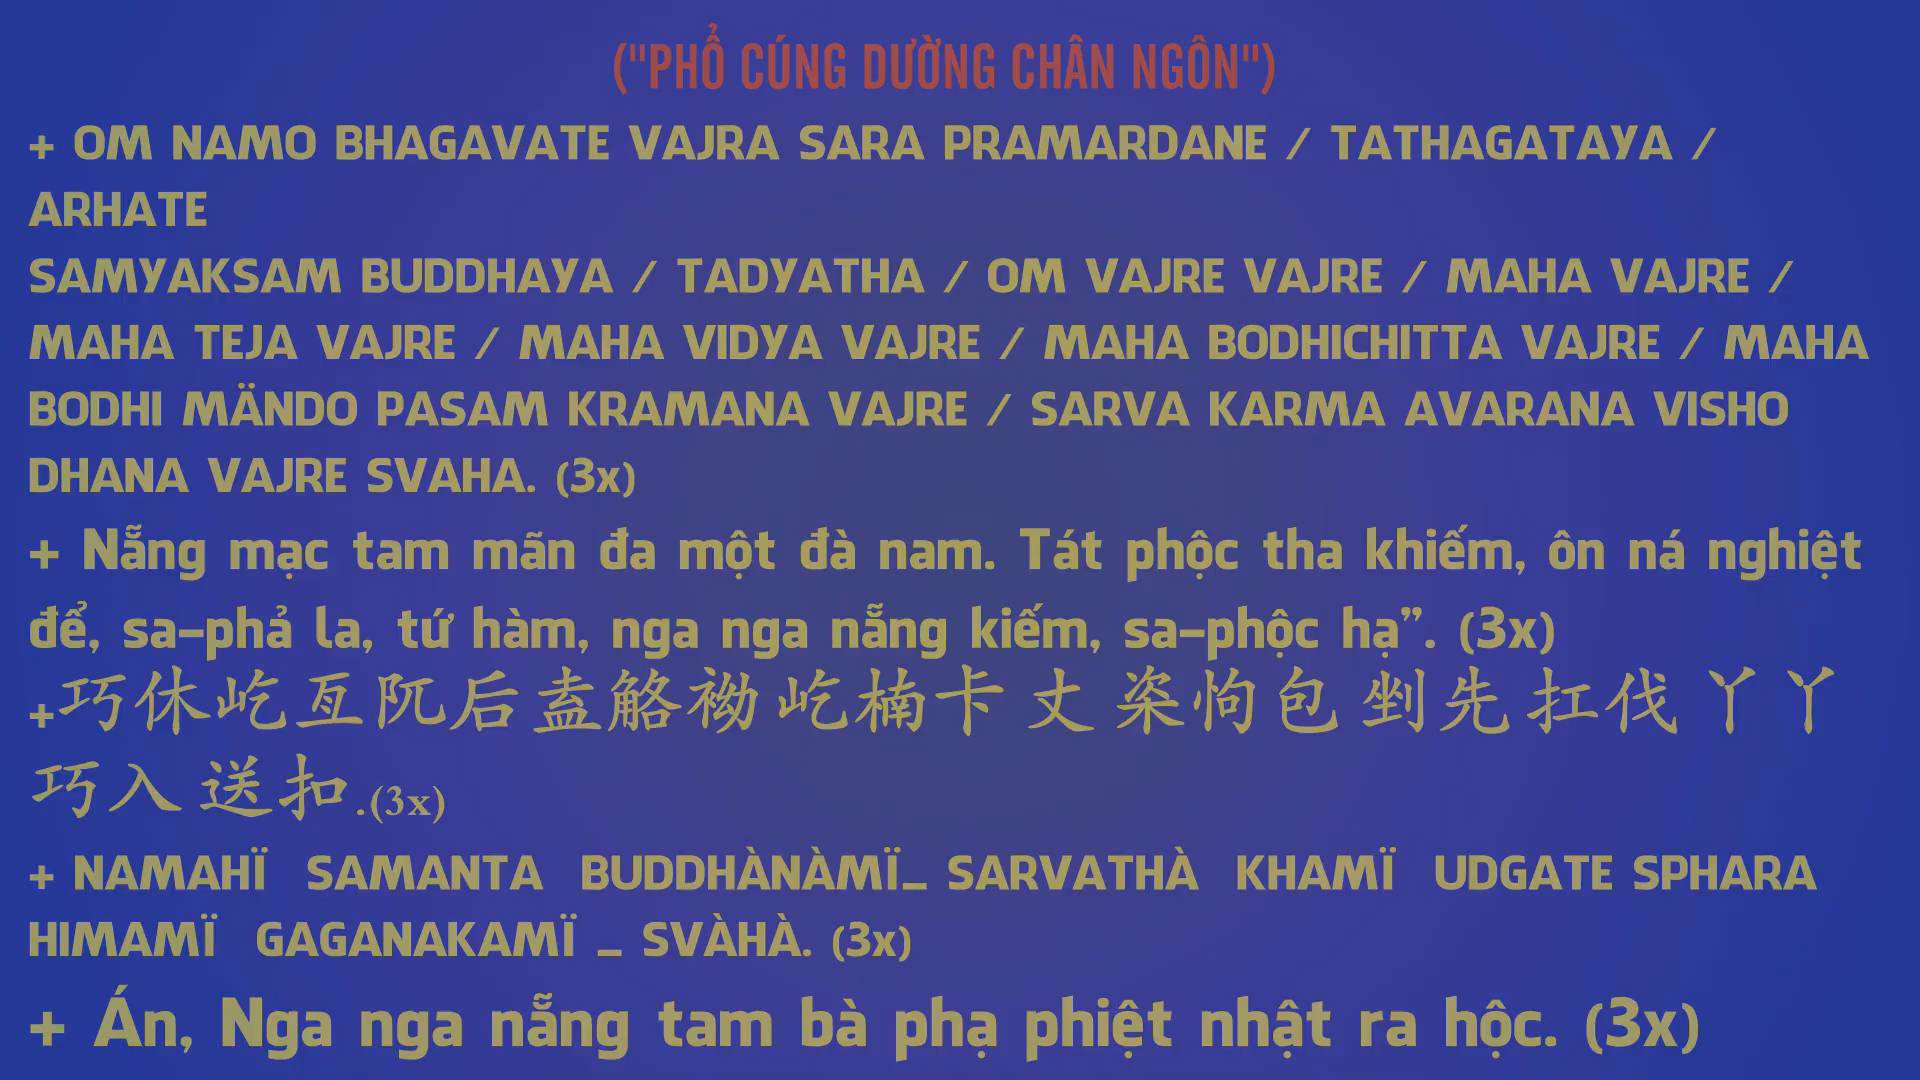 ("PHỔ CÚNG DƯỜNG CHÂN NGÔN")
+ OM NAMO BHAGAVATE VAJRA SARA PRAMARDANE / TATHAGATAYA /
ARHATE
SAMYAKSAM BUDDHAYA / TADYATHA / OM VAJRE VAJRE / MAHA VAJRE /
MAHA TEJA VAJRE / MAHA VIDYA VAJRE / MAHA BODHICHITTA VAJRE / MAHA
BODHI MÄNDO PASAM KRAMANA VAJRE / SARVA KARMA AVARANA VISHO
DHANA VAJRE SVAHA. (3x)
+ Nẵng mạc tam mãn đa một đà nam. Tát phộc tha khiếm, ôn ná nghiệt
để, sa-phả la, tứ hàm, nga nga nẵng kiếm, sa-phộc hạ”. (3x)
+巧休屹亙阢后盍觡袎屹楠卡 丈 楶怐包 剉先 扛伐 丫丫
巧入 送扣.(3x)
+ NAMAHÏ SAMANTA BUDDHÀNÀMÏ_ SARVATHÀ KHAMÏ UDGATE SPHARA
HIMAMÏ GAGANAKAMÏ _ SVÀHÀ. (3x)
+ Án, Nga nga nẵng tam bà phạ phiệt nhật ra hộc. (3x)